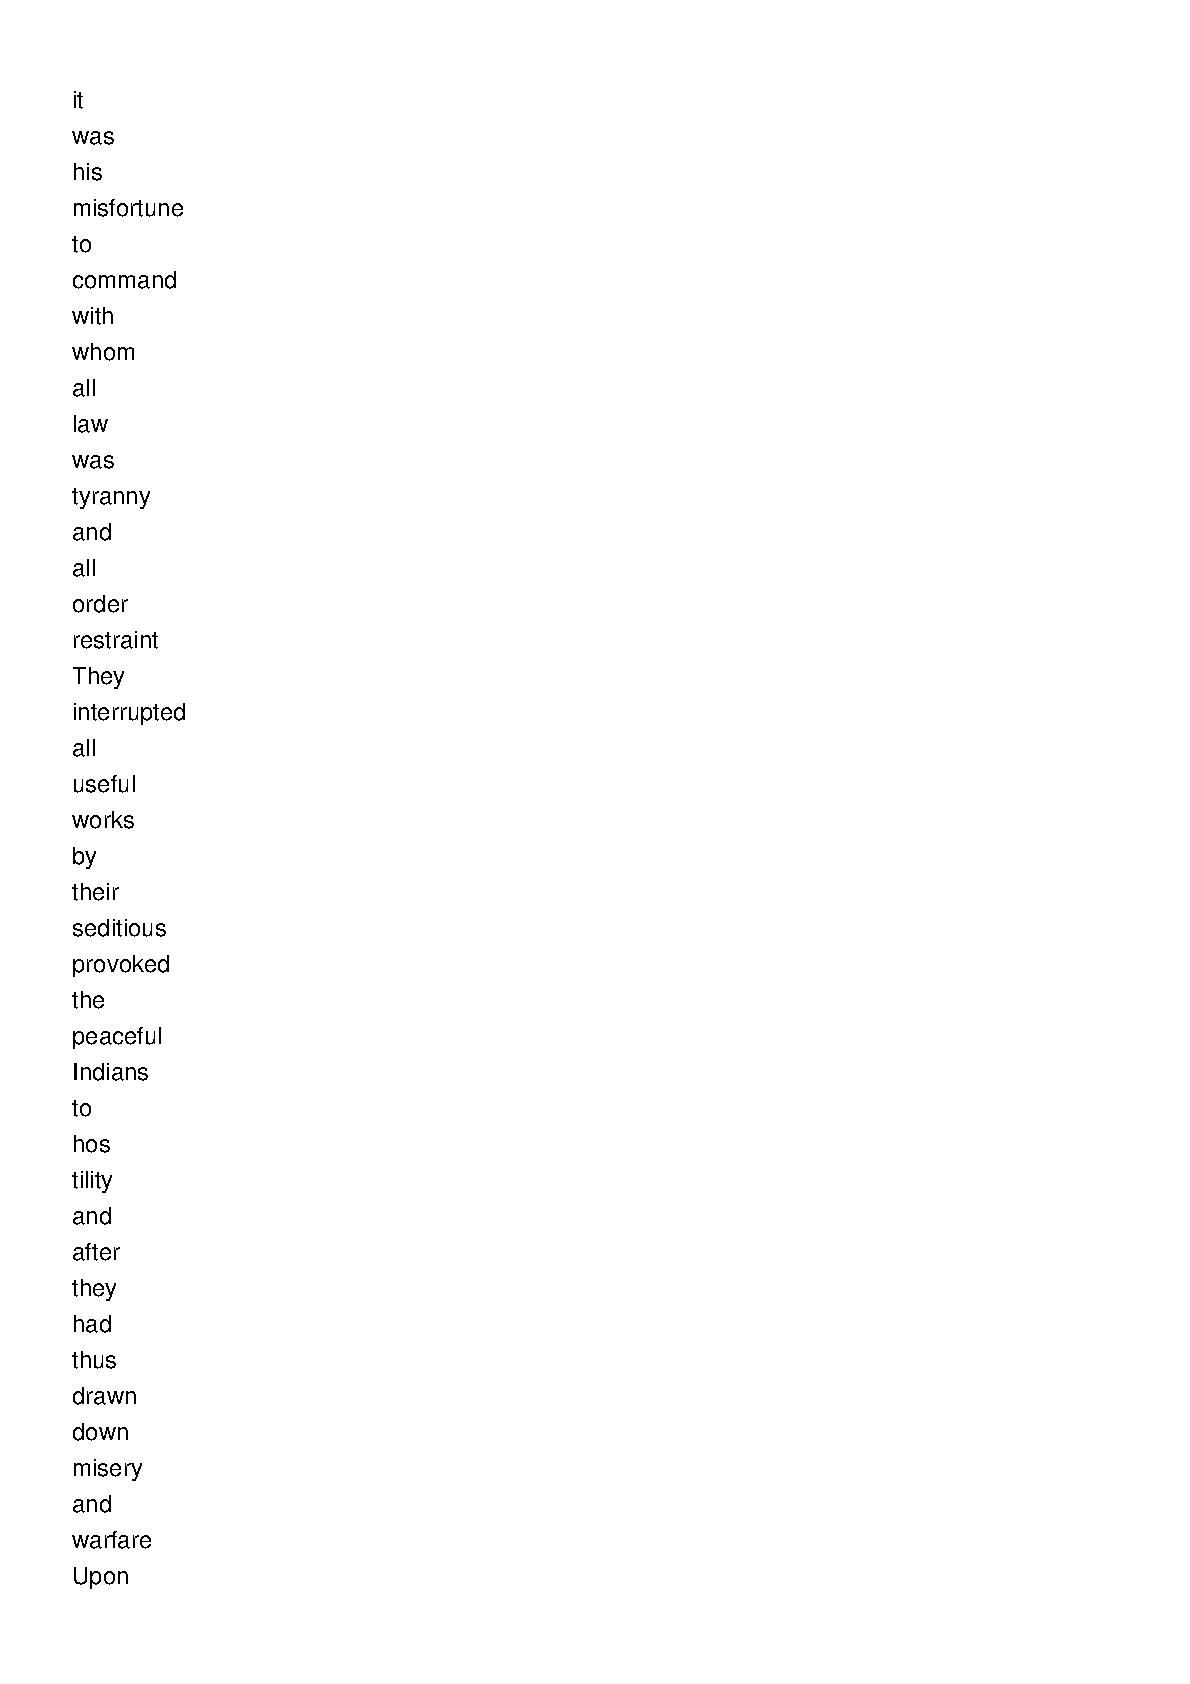 it
was
his
misfortune
to
command
with
whom
all
law
was
tyranny
and
all
order
restraint
They
interrupted
all
useful
works
by
their
seditious
provoked
the
peaceful
Indians
to
hos
tility
and
after
they
had
thus
drawn
down
misery
and
warfare
Upon